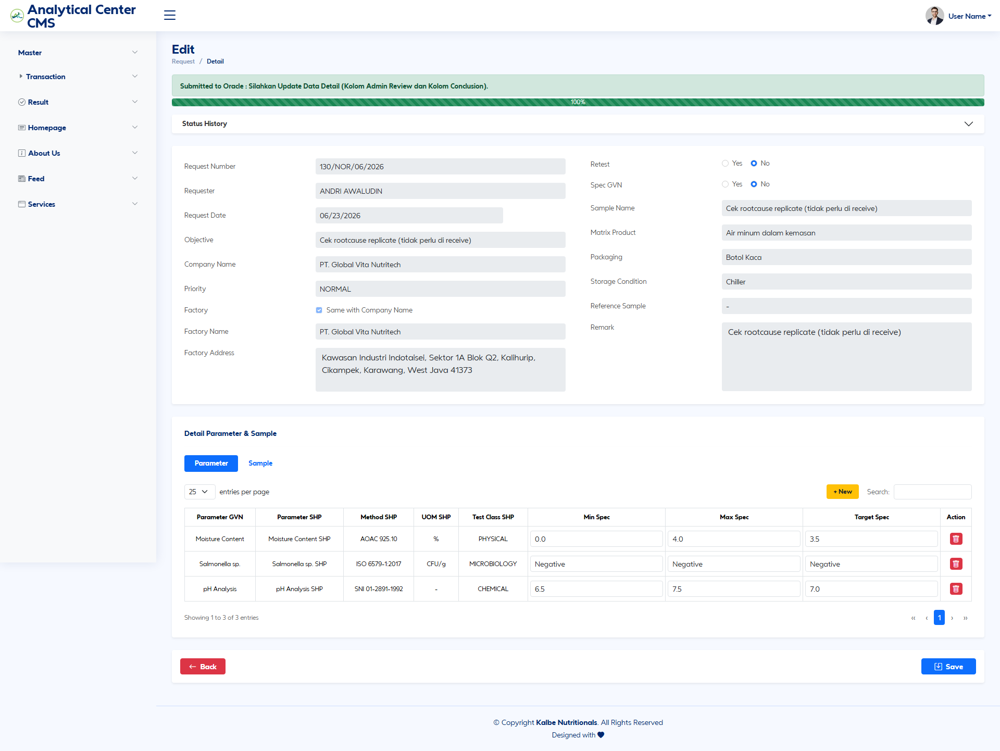 Analytical Center
CMS
User Name
Master
Transaction
Result
Homepage
About Us
Feed
Services
Edit
Request / Detail
Submitted to Oracle : Silahkan Update Data Detail (Kolom Admin Review dan Kolom Conclusion).
100%
Status History
Request Number 130/NOR/06/2026
Requester ANDRI AWALUDIN
Request Date 06/23/2026
Objective Cek rootcause replicate (tidak perlu di receive)
Company Name PT. Global Vita Nutritech
Priority NORMAL
Factory Same with Company Name
Factory Name PT. Global Vita Nutritech
Factory Address Kawasan Industri Indotaisei, Sektor 1A Blok Q2, Kalihurip,
Cikampek, Karawang, West Java 41373
Retest Yes No
Spec GVN Yes No
Sample Name Cek rootcause replicate (tidak perlu di receive)
Matrix Product Air minum dalam kemasan
Packaging Botol Kaca
Storage Condition Chiller
Reference Sample -
Remark Cek rootcause replicate (tidak perlu di receive)
Detail Parameter & Sample
Parameter Sample
25 entries per page + New Search:
Parameter GVN Parameter SHP Method SHP UOM SHP Test Class SHP Min Spec Max Spec Target Spec Action
Moisture Content Moisture Content SHP AOAC 925.10 % PHYSICAL 0.0 4.0 3.5
Salmonella sp. Salmonella sp. SHP ISO 6579-1:2017 CFU/g MICROBIOLOGY Negative Negative Negative
pH Analysis pH Analysis SHP SNI 01-2891-1992 - CHEMICAL 6.5 7.5 7.0
Showing 1 to 3 of 3 entries « ‹ 1 › »
Back Save
© Copyright Kalbe Nutritionals. All Rights Reserved
Designed with